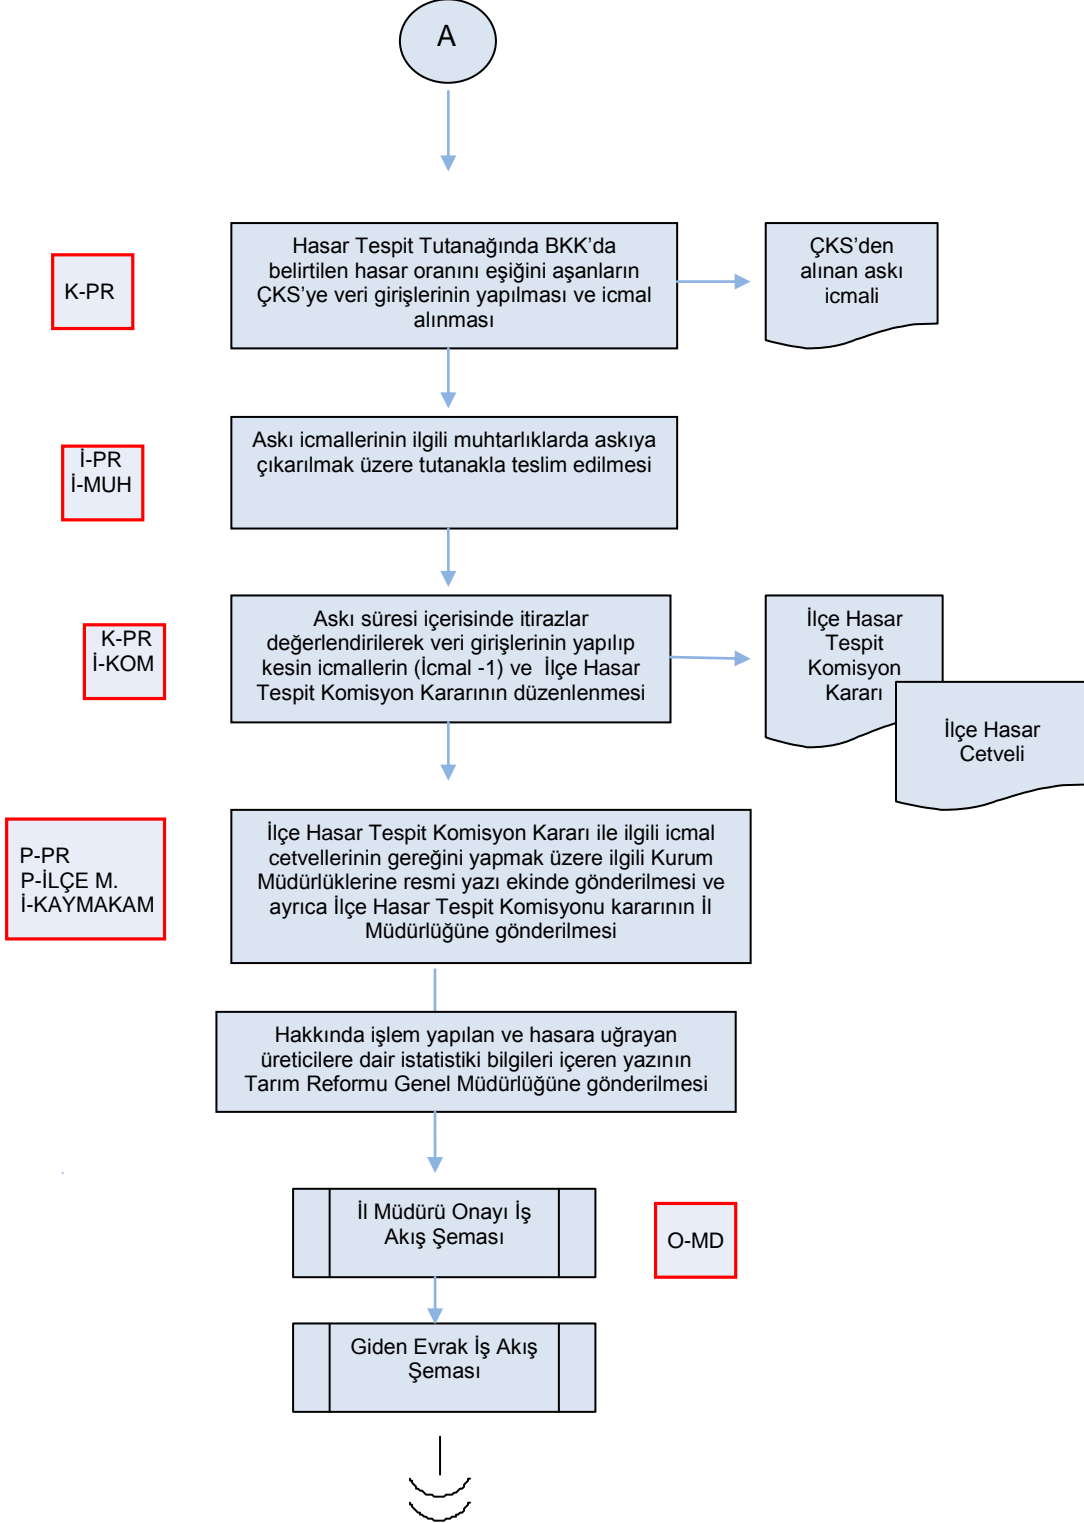 A
Hasar Tespit Tutanağında BKK’da
belirtilen hasar oranını eşiğini aşanların
ÇKS’ye veri girişlerinin yapılması ve icmal
alınması
ÇKS’den
alınan askı
icmali
K-PR
Askı icmallerinin ilgili muhtarlıklarda askıya
çıkarılmak üzere tutanakla teslim edilmesi
İ-PR
İ-MUH
Askı süresi içerisinde itirazlar
değerlendirilerek veri girişlerinin yapılıp
kesin icmallerin (İcmal -1) ve İlçe Hasar
Tespit Komisyon Kararının düzenlenmesi
İlçe Hasar
Tespit
Komisyon
Kararı
K-PR
İ-KOM
İlçe Hasar
Cetveli
İlçe Hasar Tespit Komisyon Kararı ile ilgili icmal
cetvellerinin gereğini yapmak üzere ilgili Kurum
Müdürlüklerine resmi yazı ekinde gönderilmesi ve
ayrıca İlçe Hasar Tespit Komisyonu kararının İl
Müdürlüğüne gönderilmesi
P-PR
P-İLÇE M.
İ-KAYMAKAM
Hakkında işlem yapılan ve hasara uğrayan
üreticilere dair istatistiki bilgileri içeren yazının
Tarım Reformu Genel Müdürlüğüne gönderilmesi
İl Müdürü Onayı İş
Akış Şeması
O-MD
Giden Evrak İş Akış
Şeması